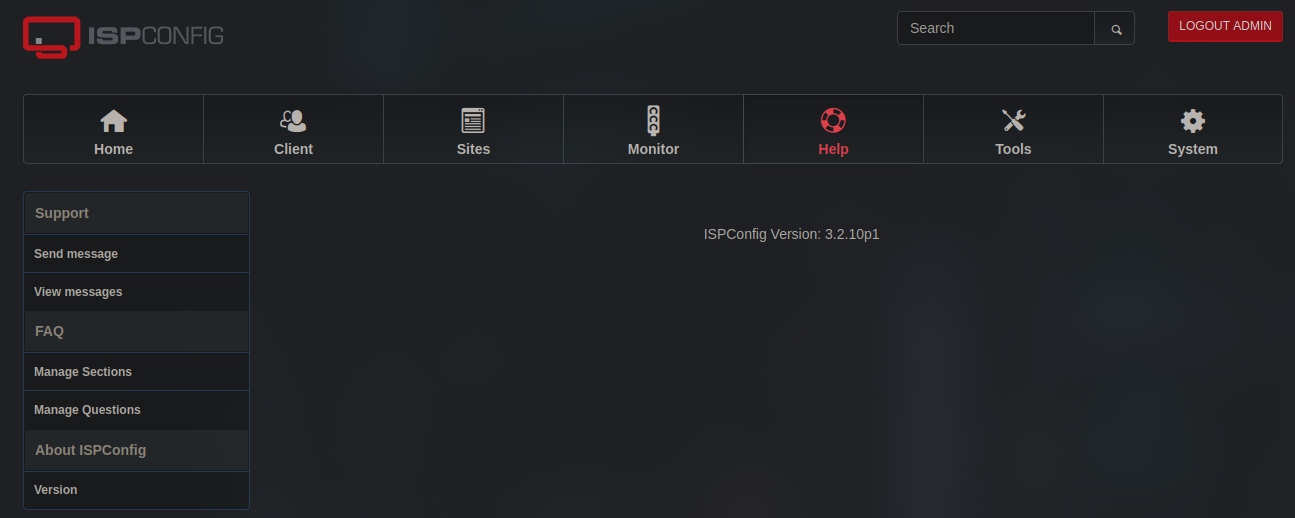 ISPCONFIG
Search
LOGOUT ADMIN
Home
Client
Sites
Monitor
Help
Tools
System
Support
Send message
View messages
FAQ
Manage Sections
Manage Questions
About ISPConfig
Version
ISPConfig Version: 3.2.10p1